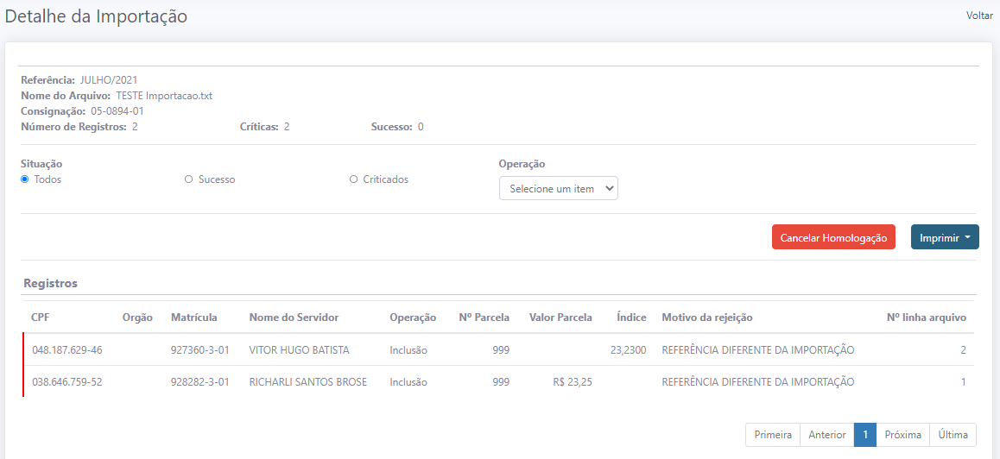 Detalhe da Importação
Voltar
Referência: JULHO/2021
Nome do Arquivo: TESTE Importacao.txt
Consignação: 05-0894-01
Número de Registros: 2 Críticas: 2 Sucesso: 0
Situação Operação
Todos Sucesso Criticados
Selecione um item
Cancelar Homologação Imprimir
Registros
CPF Orgão Matrícula Nome do Servidor Operação Nº Parcela Valor Parcela Índice Motivo da rejeição Nº linha arquivo
048.187.629-46 927360-3-01 VITOR HUGO BATISTA Inclusão 999 23,2300 REFERÊNCIA DIFERENTE DA IMPORTAÇÃO 2
038.646.759-52 928282-3-01 RICHARLI SANTOS BROSE Inclusão 999 R$ 23,25 REFERÊNCIA DIFERENTE DA IMPORTAÇÃO 1
Primeira Anterior 1 Próxima Última